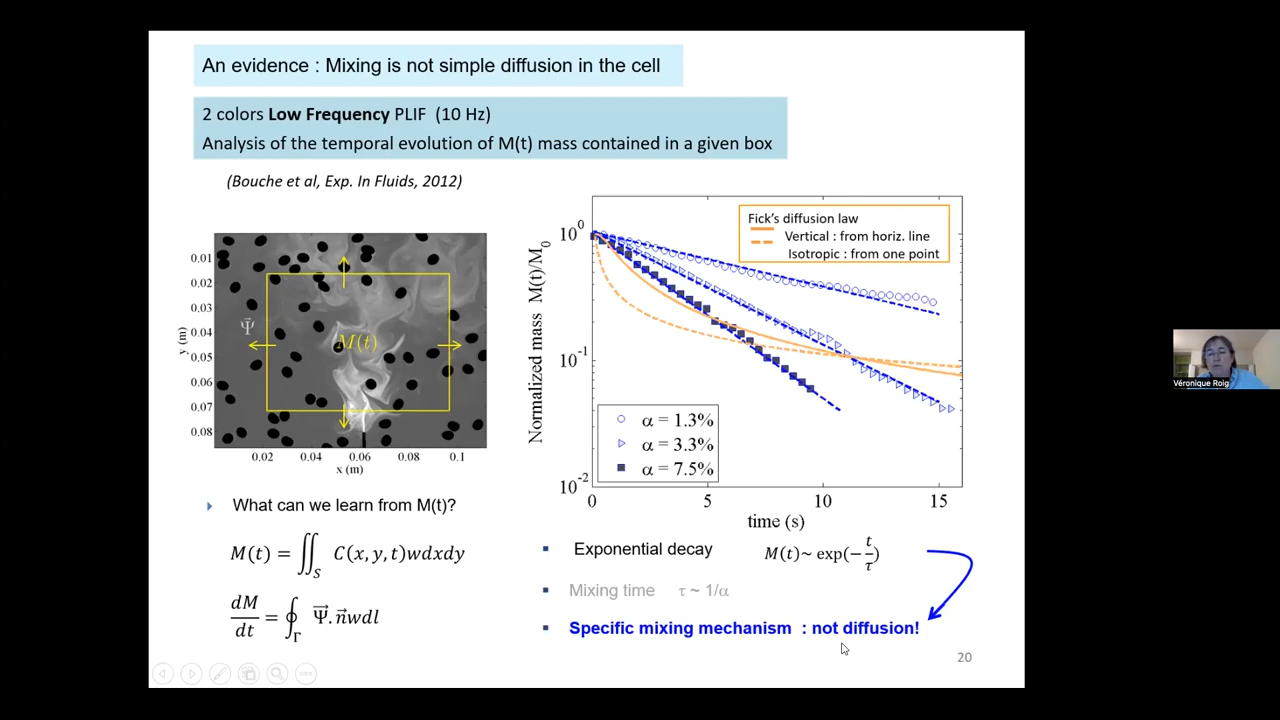 An evidence : Mixing is not simple diffusion in the cell
2 colors Low Frequency PLIF (10 Hz)
Analysis of the temporal evolution of M(t) mass contained in a given box
(Bouche et al, Exp. In Fluids, 2012)
0.01
0.02
0.03
0.04
0.05
0.06
0.07
0.08
y (m)
Ψ⃗
M(t)
0.02 0.04 0.06 0.08 0.1
x (m)
Normalized mass M(t)/M₀
10⁰
10⁻¹
10⁻²
Fick's diffusion law
Vertical : from horiz. line
Isotropic : from one point
α = 1.3%
α = 3.3%
α = 7.5%
0 5 10 15
time (s)
What can we learn from M(t)?
M(t) = ∬_S C(x, y, t)wdxdy
dM/dt = ∮_Γ Ψ⃗. n⃗wdl
Exponential decay M(t)~ exp(−t/τ)
Mixing time τ ~ 1/α
Specific mixing mechanism : not diffusion!
20
Véronique Roig